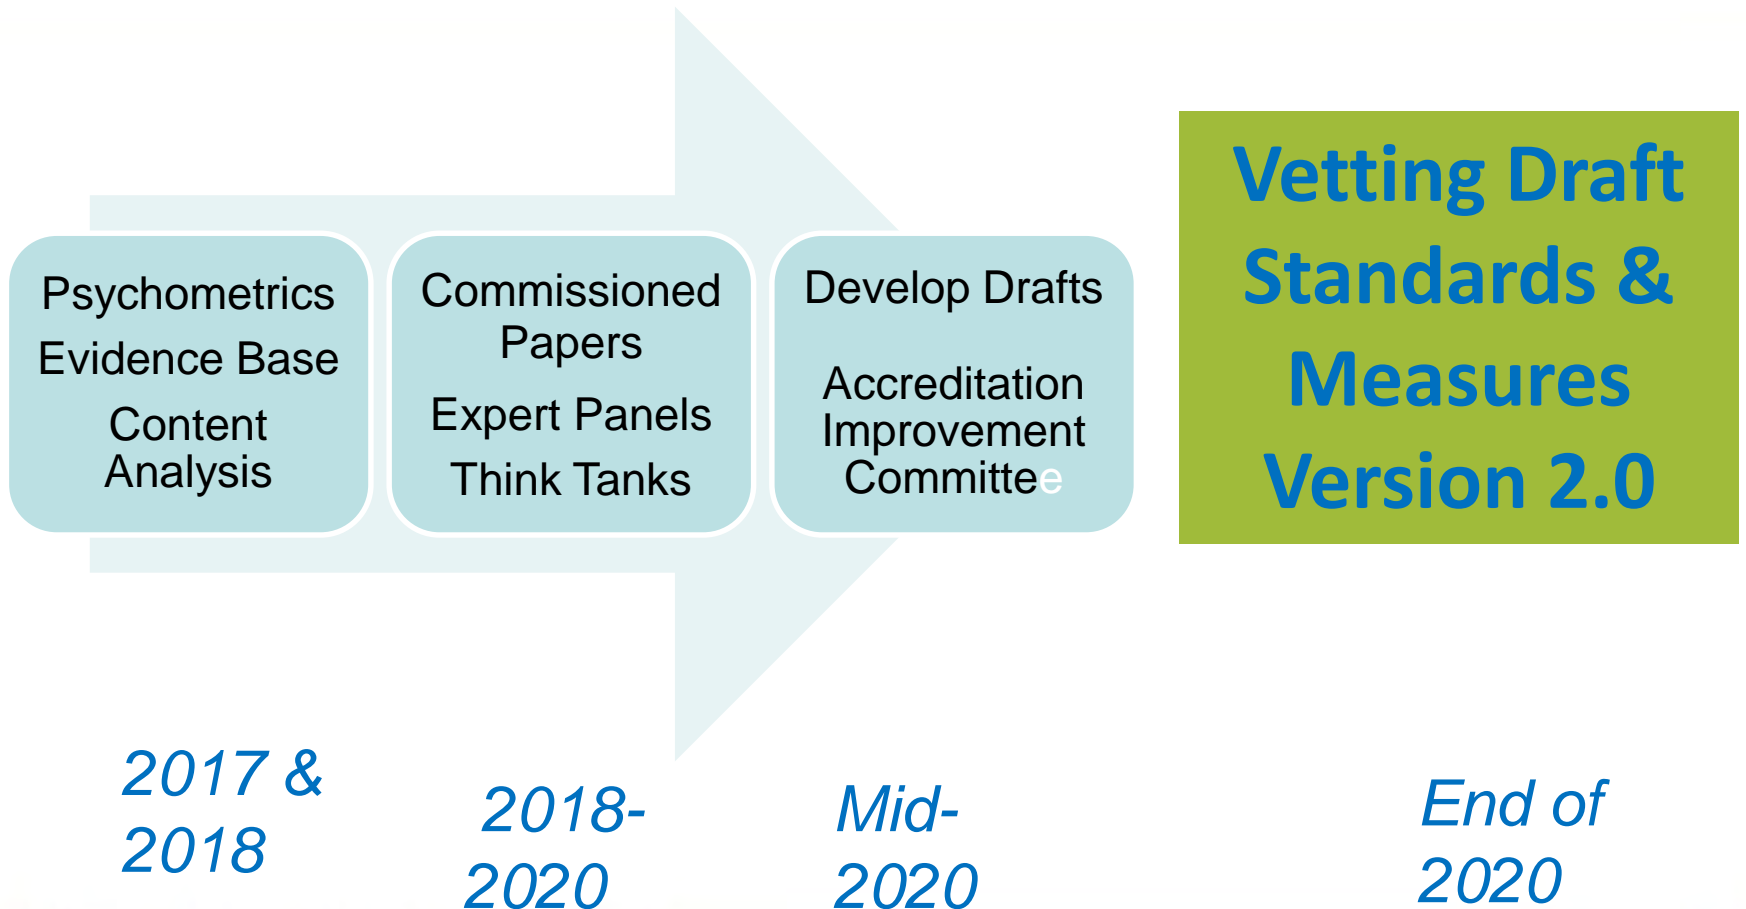 Psychometrics
Evidence Base
Content
Analysis
Commissioned
Papers
Expert Panels
Think Tanks
Develop Drafts
Accreditation
Improvement
Committee
Vetting Draft
Standards &
Measures
Version 2.0
2017 &
2018
2018-
2020
Mid-
2020
End of
2020